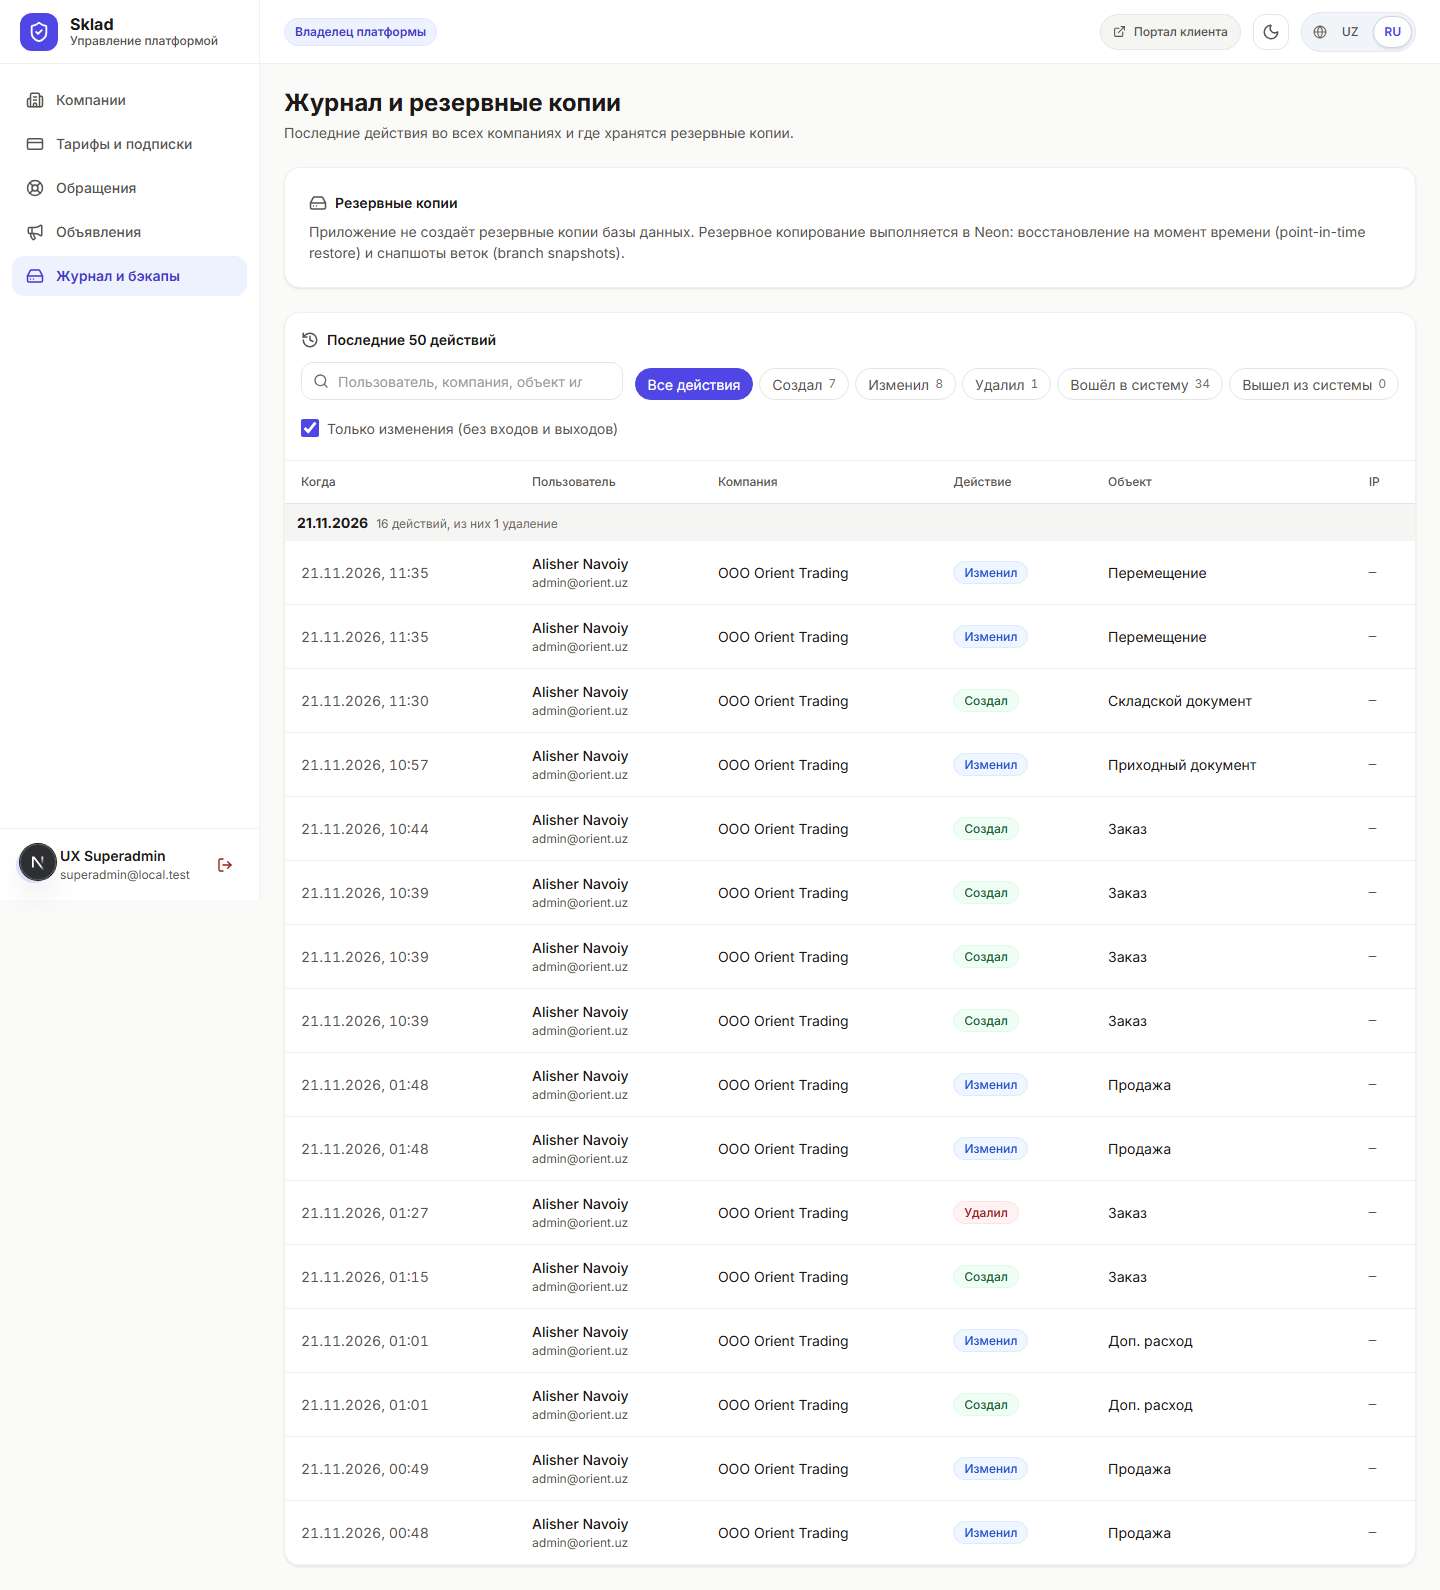 Sklad
Управление платформой
Владелец платформы
Портал клиента
UZ
RU
Компании
Тарифы и подписки
Обращения
Объявления
Журнал и бэкапы
UX Superadmin
superadmin@local.test
Журнал и резервные копии
Последние действия во всех компаниях и где хранятся резервные копии.
Резервные копии
Приложение не создаёт резервные копии базы данных. Резервное копирование выполняется в Neon: восстановление на момент времени (point-in-time
restore) и снапшоты веток (branch snapshots).
Последние 50 действий
Пользователь, компания, объект ил
Все действия
Создал 7
Изменил 8
Удалил 1
Вошёл в систему 34
Вышел из системы 0
Только изменения (без входов и выходов)
Когда Пользователь Компания Действие Объект IP
21.11.2026 16 действий, из них 1 удаление
21.11.2026, 11:35 Alisher Navoiy ООО Orient Trading Изменил Перемещение –
admin@orient.uz
21.11.2026, 11:35 Alisher Navoiy ООО Orient Trading Изменил Перемещение –
admin@orient.uz
21.11.2026, 11:30 Alisher Navoiy ООО Orient Trading Создал Складской документ –
admin@orient.uz
21.11.2026, 10:57 Alisher Navoiy ООО Orient Trading Изменил Приходный документ –
admin@orient.uz
21.11.2026, 10:44 Alisher Navoiy ООО Orient Trading Создал Заказ –
admin@orient.uz
21.11.2026, 10:39 Alisher Navoiy ООО Orient Trading Создал Заказ –
admin@orient.uz
21.11.2026, 10:39 Alisher Navoiy ООО Orient Trading Создал Заказ –
admin@orient.uz
21.11.2026, 10:39 Alisher Navoiy ООО Orient Trading Создал Заказ –
admin@orient.uz
21.11.2026, 01:48 Alisher Navoiy ООО Orient Trading Изменил Продажа –
admin@orient.uz
21.11.2026, 01:48 Alisher Navoiy ООО Orient Trading Изменил Продажа –
admin@orient.uz
21.11.2026, 01:27 Alisher Navoiy ООО Orient Trading Удалил Заказ –
admin@orient.uz
21.11.2026, 01:15 Alisher Navoiy ООО Orient Trading Создал Заказ –
admin@orient.uz
21.11.2026, 01:01 Alisher Navoiy ООО Orient Trading Изменил Доп. расход –
admin@orient.uz
21.11.2026, 01:01 Alisher Navoiy ООО Orient Trading Создал Доп. расход –
admin@orient.uz
21.11.2026, 00:49 Alisher Navoiy ООО Orient Trading Изменил Продажа –
admin@orient.uz
21.11.2026, 00:48 Alisher Navoiy ООО Orient Trading Изменил Продажа –
admin@orient.uz